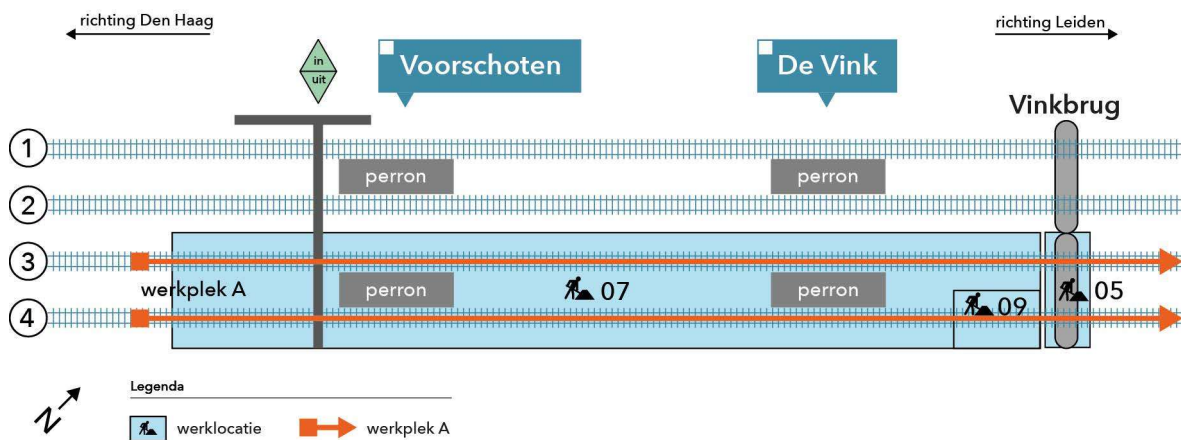 richting Den Haag
richting Leiden
in
uit
Voorschoten
De Vink
Vinkbrug
1
perron
perron
2
3
werkplek A
perron
07
perron
05
09
4
Legenda
N
werklocatie
werkplek A